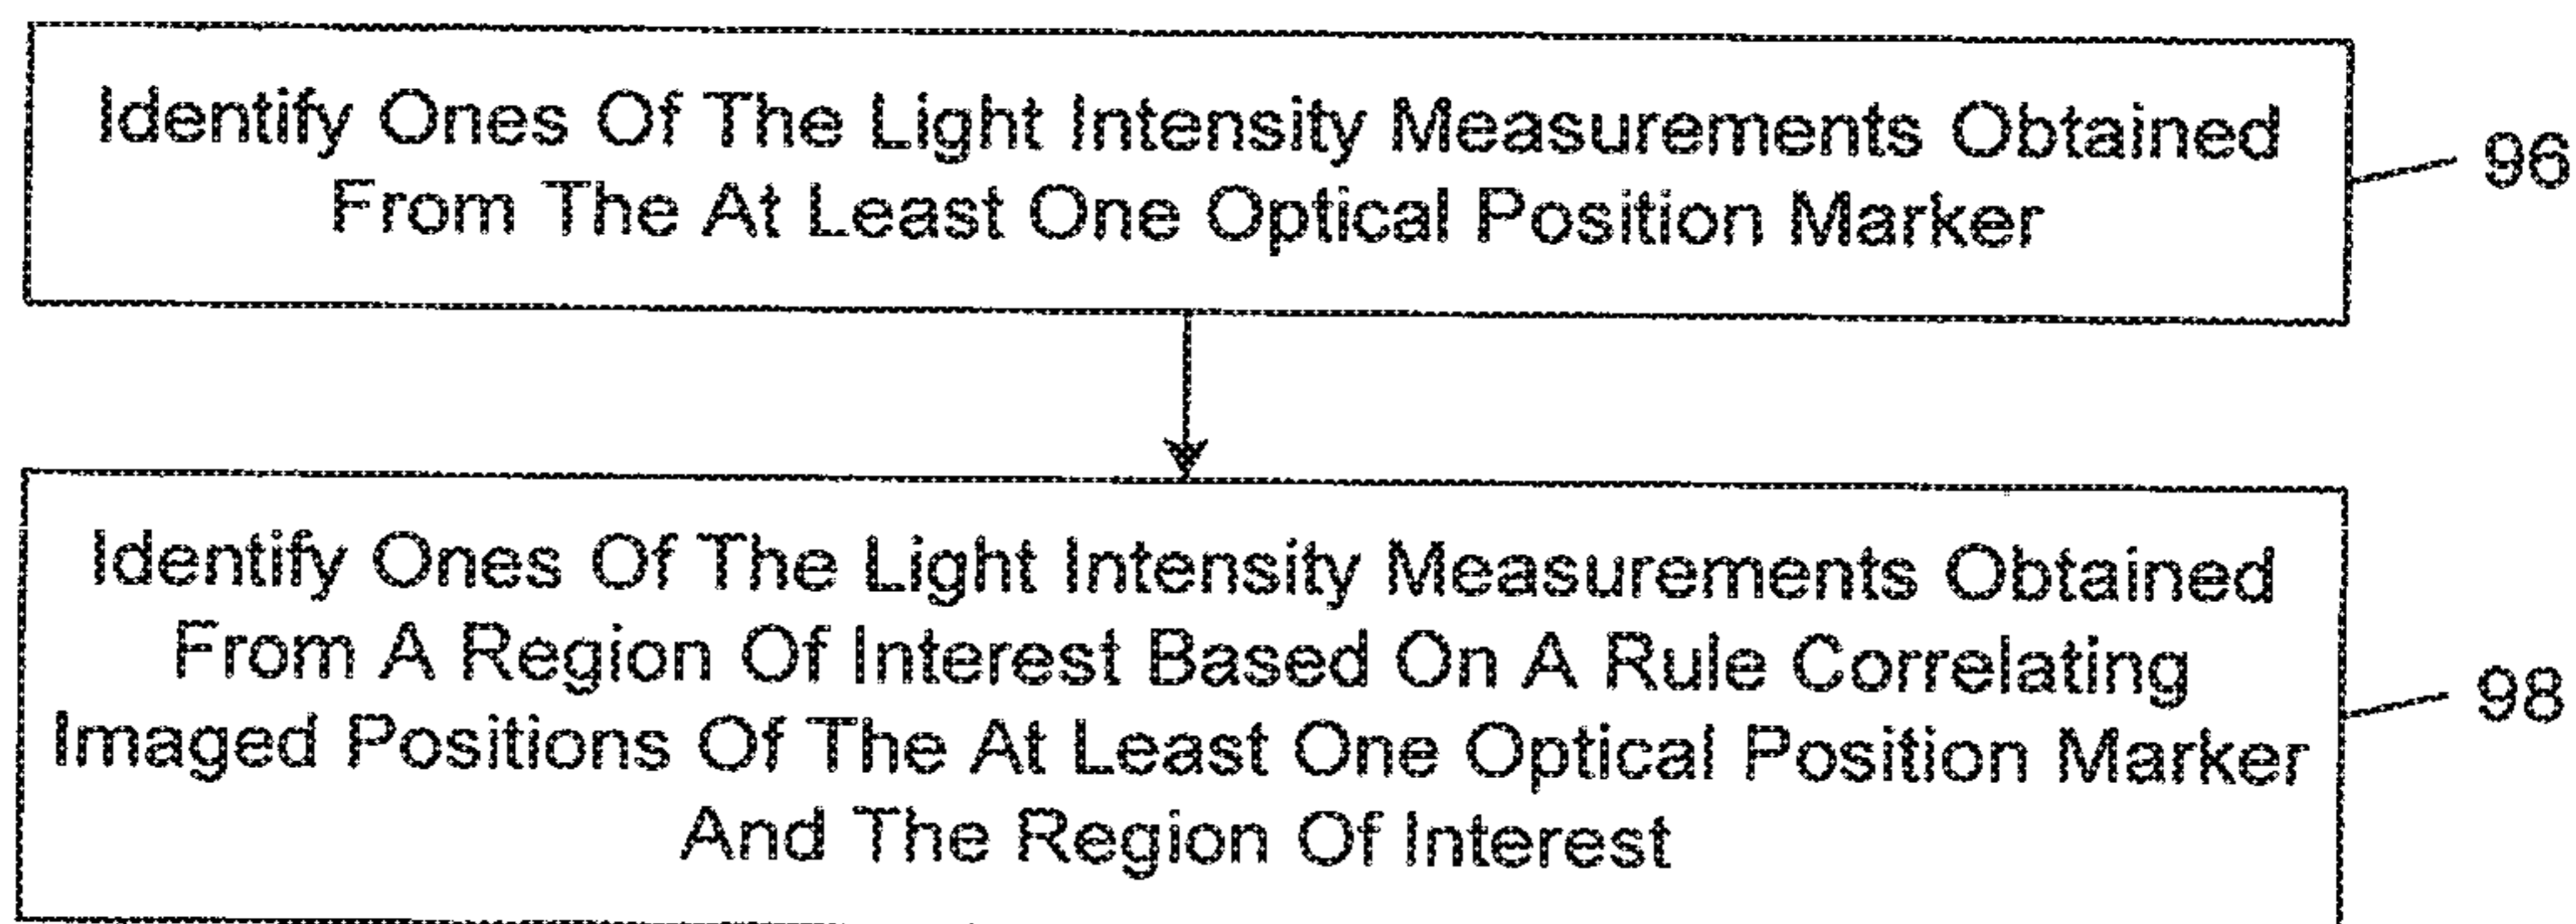 Identify Ones Of The Light Intensity Measurements Obtained
From The At Least One Optical Position Marker
96
Identify Ones Of The Light Intensity Measurements Obtained
From A Region Of Interest Based On A Rule Correlating
Imaged Positions Of The At Least One Optical Position Marker
And The Region Of Interest
98